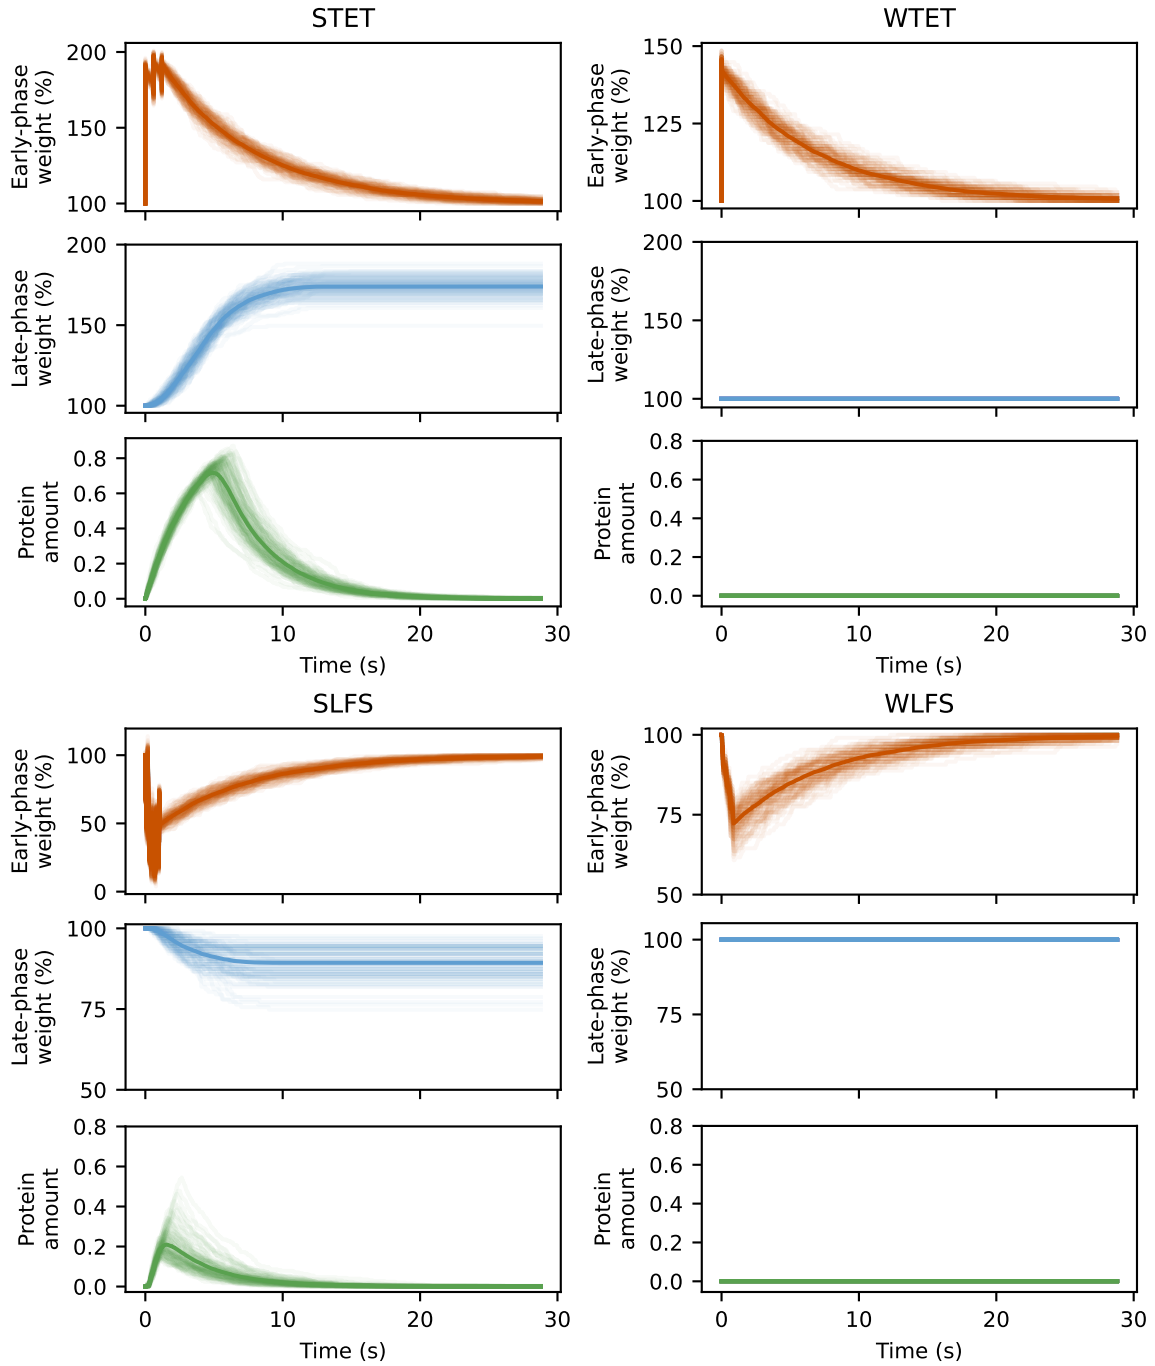 STET
Early-phase
weight (%)
200
150
100
Late-phase
weight (%)
200
150
100
Protein
amount
0.8
0.6
0.4
0.2
0.0
0 10 20 30
Time (s)
WTET
Early-phase
weight (%)
150
125
100
Late-phase
weight (%)
200
150
100
Protein
amount
0.8
0.6
0.4
0.2
0.0
0 10 20 30
Time (s)
SLFS
Early-phase
weight (%)
100
50
0
Late-phase
weight (%)
100
75
50
Protein
amount
0.8
0.6
0.4
0.2
0.0
0 10 20 30
Time (s)
WLFS
Early-phase
weight (%)
100
75
50
Late-phase
weight (%)
100
75
50
Protein
amount
0.8
0.6
0.4
0.2
0.0
0 10 20 30
Time (s)